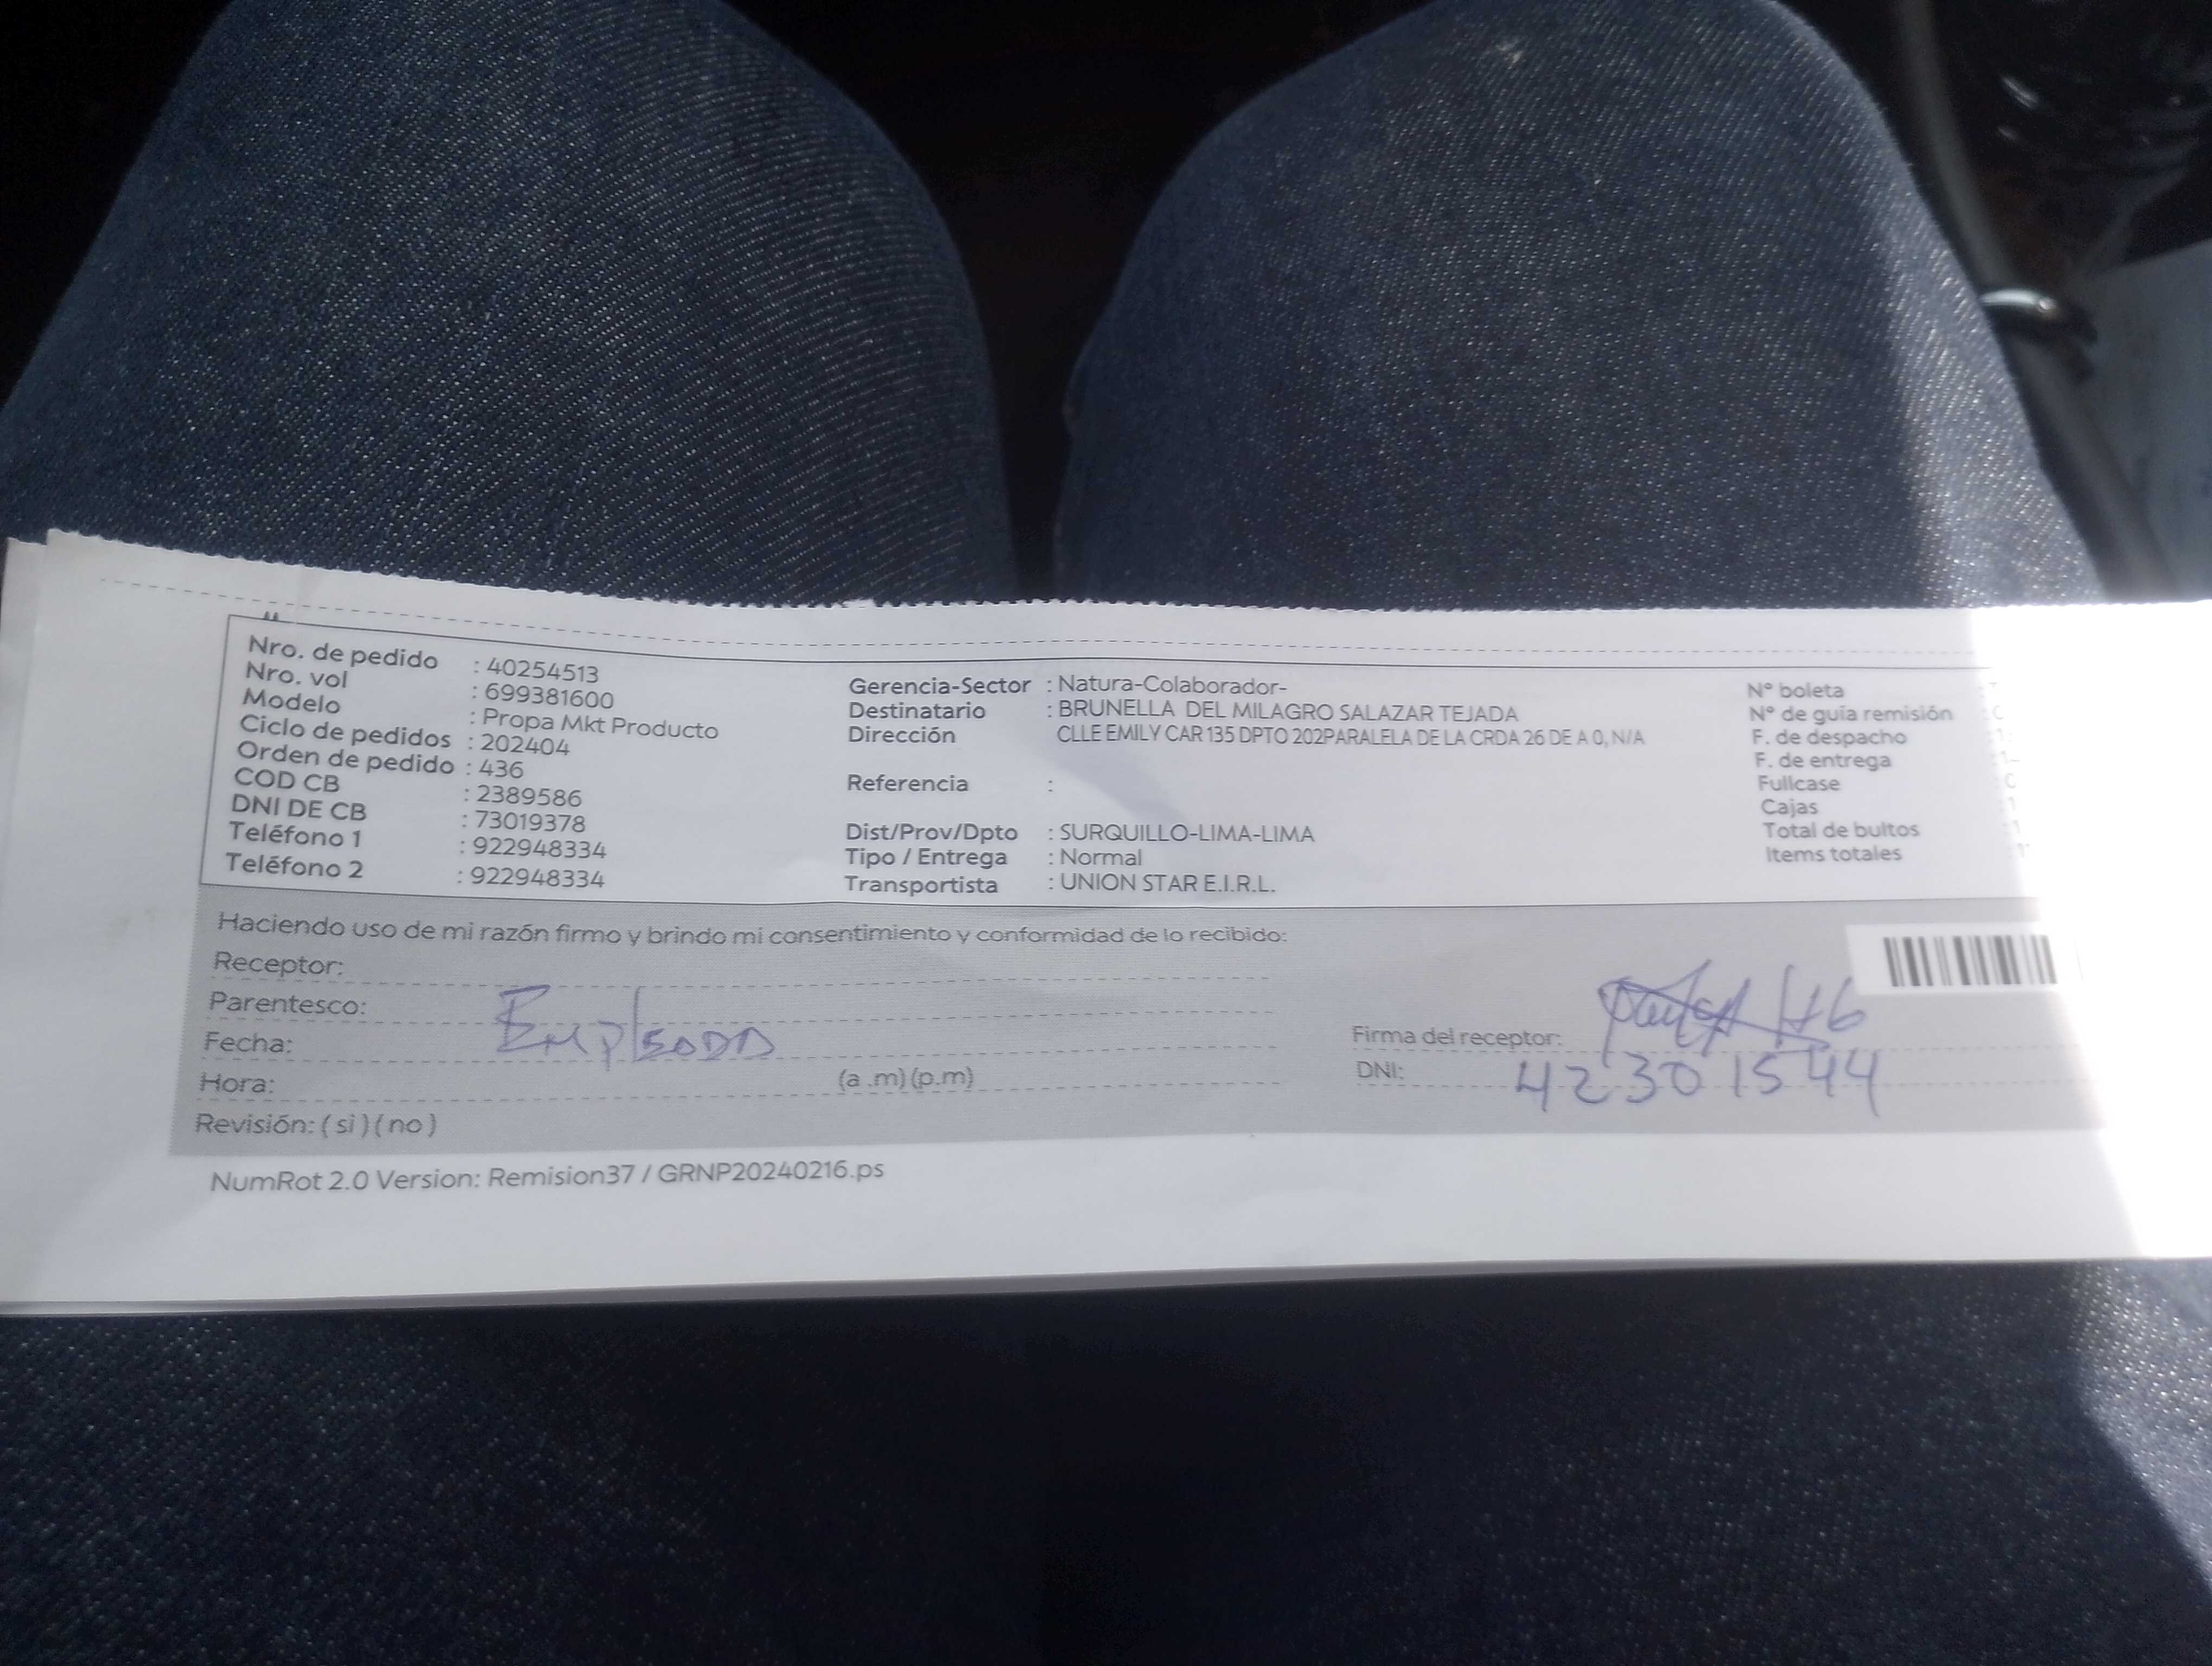 Nro. de pedido : 40254513
Nro. vol : 699381600
Modelo : Propa Mkt Producto
Ciclo de pedidos : 202404
Orden de pedido : 436
COD CB : 2389586
DNI DE CB : 73019378
Teléfono 1 : 922948334
Teléfono 2 : 922948334
Gerencia-Sector : Natura-Colaborador-
Destinatario : BRUNELLA DEL MILAGRO SALAZAR TEJADA
Dirección CLLE EMILY CAR 135 DPTO 202PARALELA DE LA CRDA 26 DE A 0, N/A
Referencia :
Dist/Prov/Dpto : SURQUILLO-LIMA-LIMA
Tipo / Entrega : Normal
Transportista : UNION STAR E.I.R.L.
Nº boleta
Nº de guía remisión
F. de despacho
F. de entrega
Fullcase
Cajas
Total de bultos
Items totales
Haciendo uso de mi razón firmo y brindo mi consentimiento y conformidad de lo recibido:
Receptor:
Parentesco:
Fecha:
Hora: (a .m) (p.m)
Revisión: ( si ) ( no )
Firma del receptor:
DNI: 42301544
NumRot 2.0 Version: Remision37 / GRNP20240216.ps